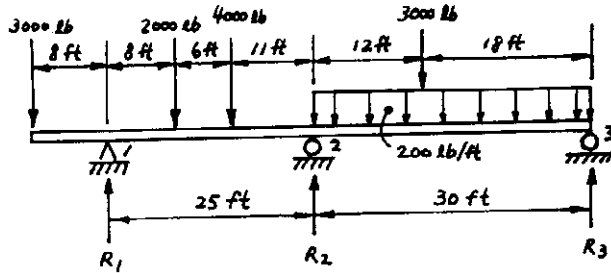 3000 lb 2000 lb 4000 lb 3000 lb
8 ft 8 ft 6 ft 11 ft 12 ft 18 ft
1 2 3
200 lb/ft
25 ft 30 ft
R1 R2 R3